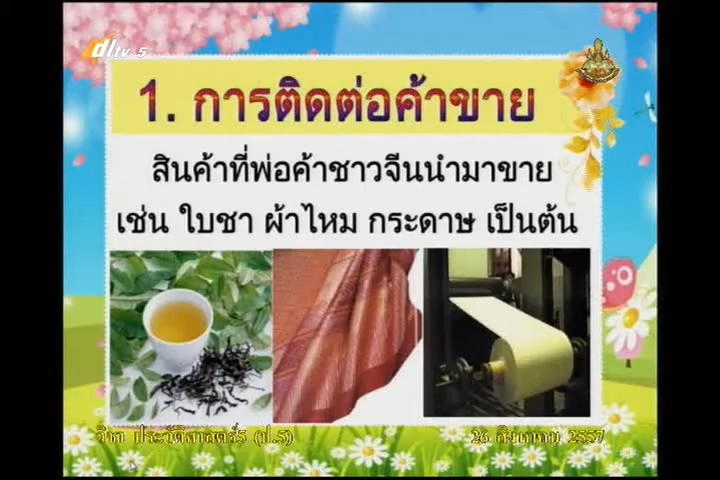 dltv 5
1. การติดต่อค้าขาย
สินค้าที่พ่อค้าชาวจีนนำมาขาย
เช่น ใบชา ผ้าไหม กระดาษ เป็นต้น
วิชา ประวัติศาสตร์5 (ป.5)
26 สิงหาคม 2557